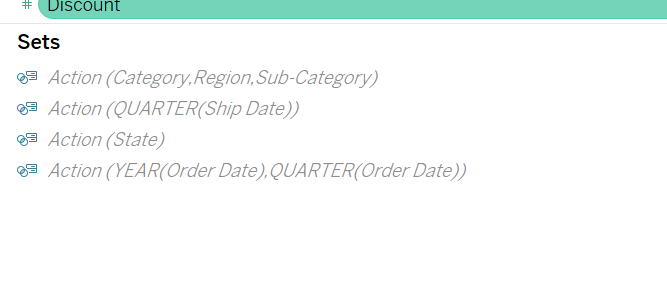 # Discount
Sets
Action (Category,Region,Sub-Category)
Action (QUARTER(Ship Date))
Action (State)
Action (YEAR(Order Date),QUARTER(Order Date))